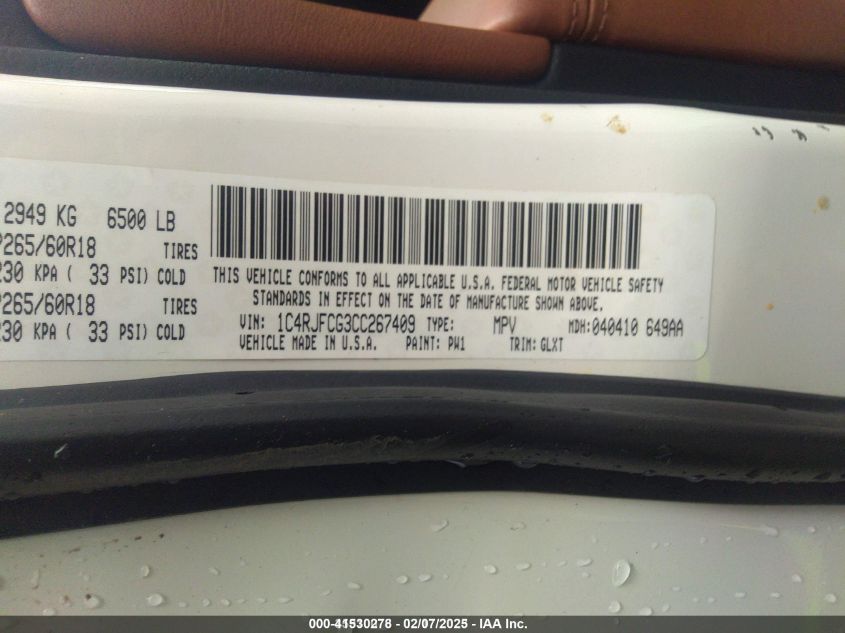 2949 KG 6500 LB
P265/60R18 TIRES
230 KPA ( 33 PSI) COLD
P265/60R18 TIRES
230 KPA ( 33 PSI) COLD
THIS VEHICLE CONFORMS TO ALL APPLICABLE U.S.A. FEDERAL MOTOR VEHICLE SAFETY
STANDARDS IN EFFECT ON THE DATE OF MANUFACTURE SHOWN ABOVE.
VIN: 1C4RJFCG3CC267409 TYPE: MPV MDH:040410 649AA
VEHICLE MADE IN U.S.A. PAINT: PW1 TRIM: GLXT
000-41530278 - 02/07/2025 - IAA Inc.